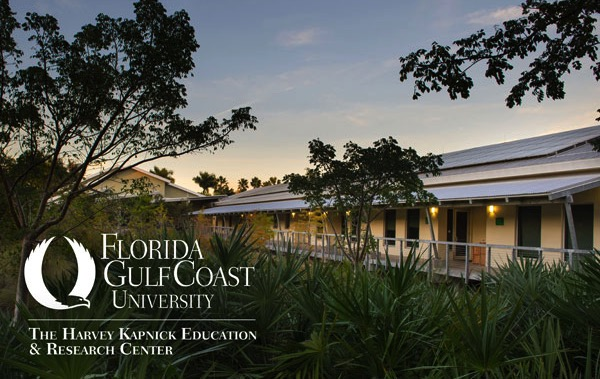 FLORIDA
GULF COAST
UNIVERSITY
THE HARVEY KAPNICK EDUCATION
& RESEARCH CENTER